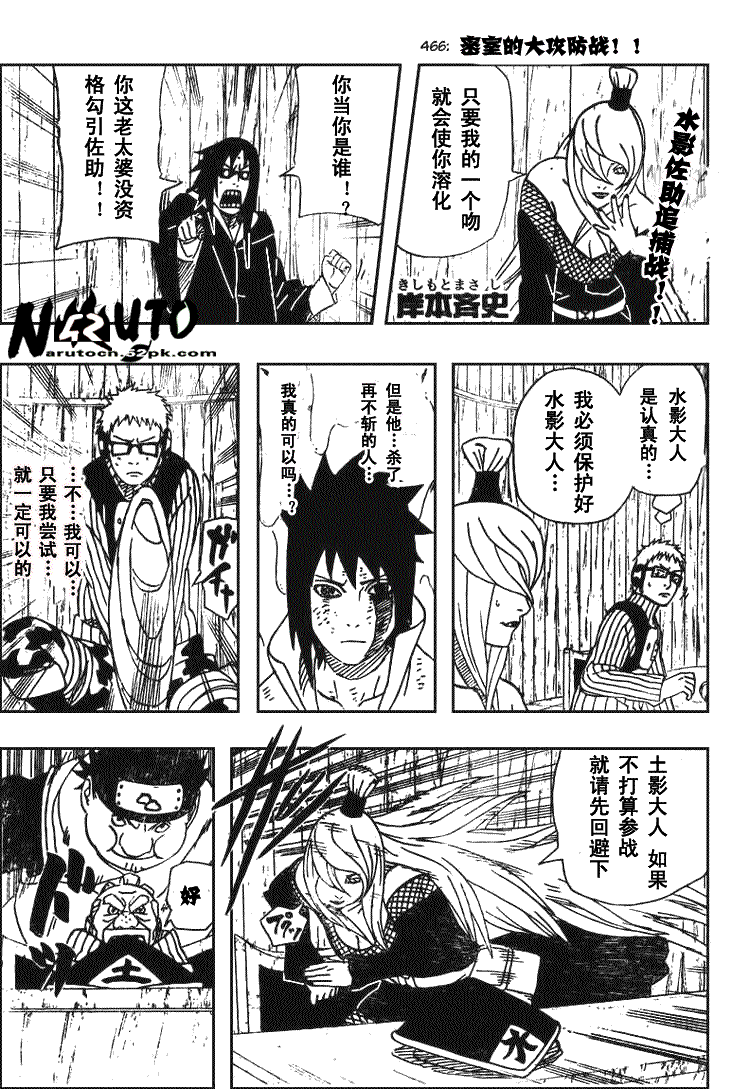 466: 密室的大攻防战！！
水影佐助追捕战！！
只要我的一个吻
就会使你溶化
きしもとまさし
岸本斉史
你当你是谁！？
你这老太婆没资
格勾引佐助！！
NARUTO
Narutocn.52pk.com
水影大人
是认真的…
我必须保护好
水影大人…
但是他…杀了
再不斩的人…
我真的可以吗…？
…不…我可以…
只要我尝试…
就一定可以的
ガチャ
土影大人 如果
不打算参战
就请先回避下
水
好
土